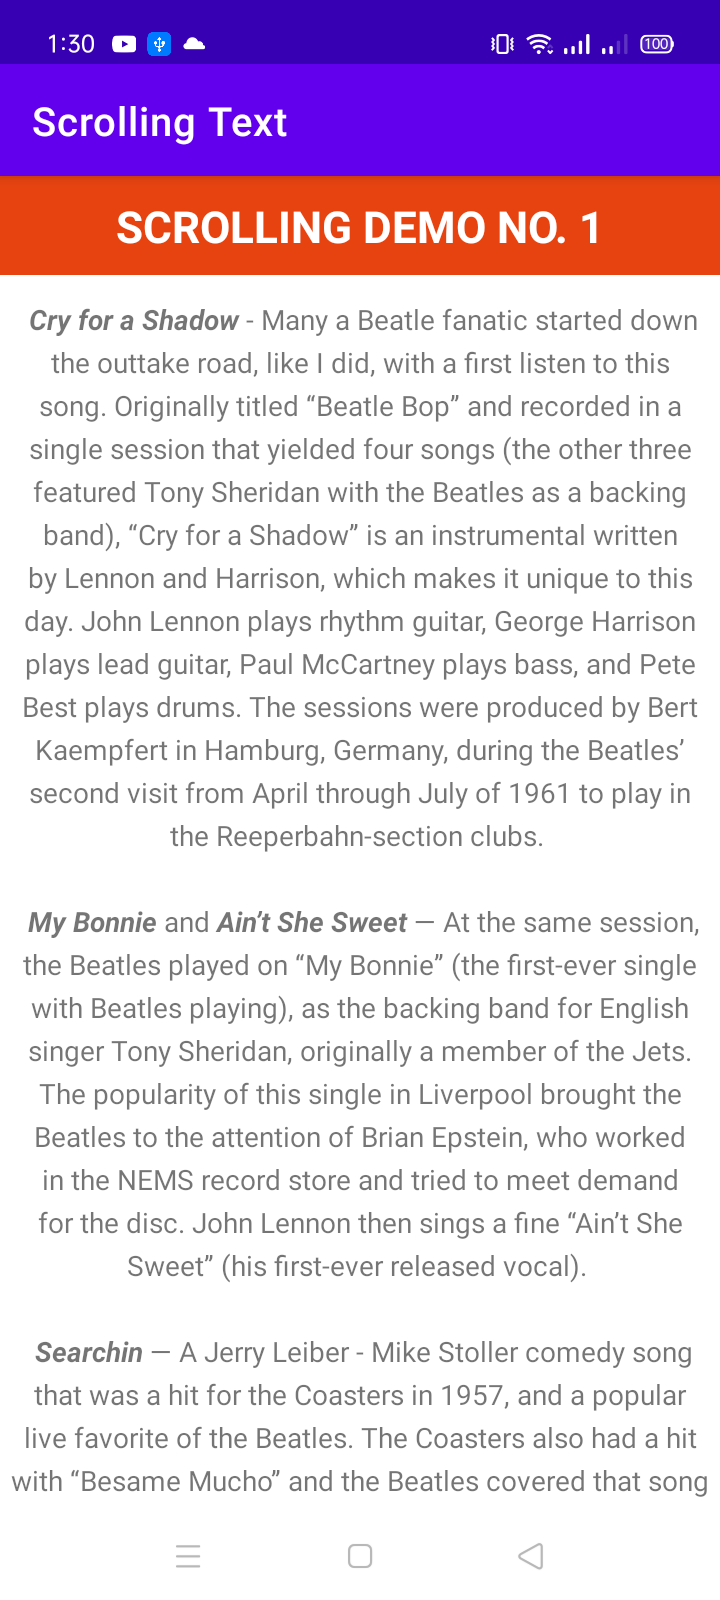 1:30
100
Scrolling Text
SCROLLING DEMO NO. 1
Cry for a Shadow - Many a Beatle fanatic started down
the outtake road, like I did, with a first listen to this
song. Originally titled “Beatle Bop” and recorded in a
single session that yielded four songs (the other three
featured Tony Sheridan with the Beatles as a backing
band), “Cry for a Shadow” is an instrumental written
by Lennon and Harrison, which makes it unique to this
day. John Lennon plays rhythm guitar, George Harrison
plays lead guitar, Paul McCartney plays bass, and Pete
Best plays drums. The sessions were produced by Bert
Kaempfert in Hamburg, Germany, during the Beatles’
second visit from April through July of 1961 to play in
the Reeperbahn-section clubs.
My Bonnie and Ain’t She Sweet — At the same session,
the Beatles played on “My Bonnie” (the first-ever single
with Beatles playing), as the backing band for English
singer Tony Sheridan, originally a member of the Jets.
The popularity of this single in Liverpool brought the
Beatles to the attention of Brian Epstein, who worked
in the NEMS record store and tried to meet demand
for the disc. John Lennon then sings a fine “Ain’t She
Sweet” (his first-ever released vocal).
Searchin — A Jerry Leiber - Mike Stoller comedy song
that was a hit for the Coasters in 1957, and a popular
live favorite of the Beatles. The Coasters also had a hit
with “Besame Mucho” and the Beatles covered that song